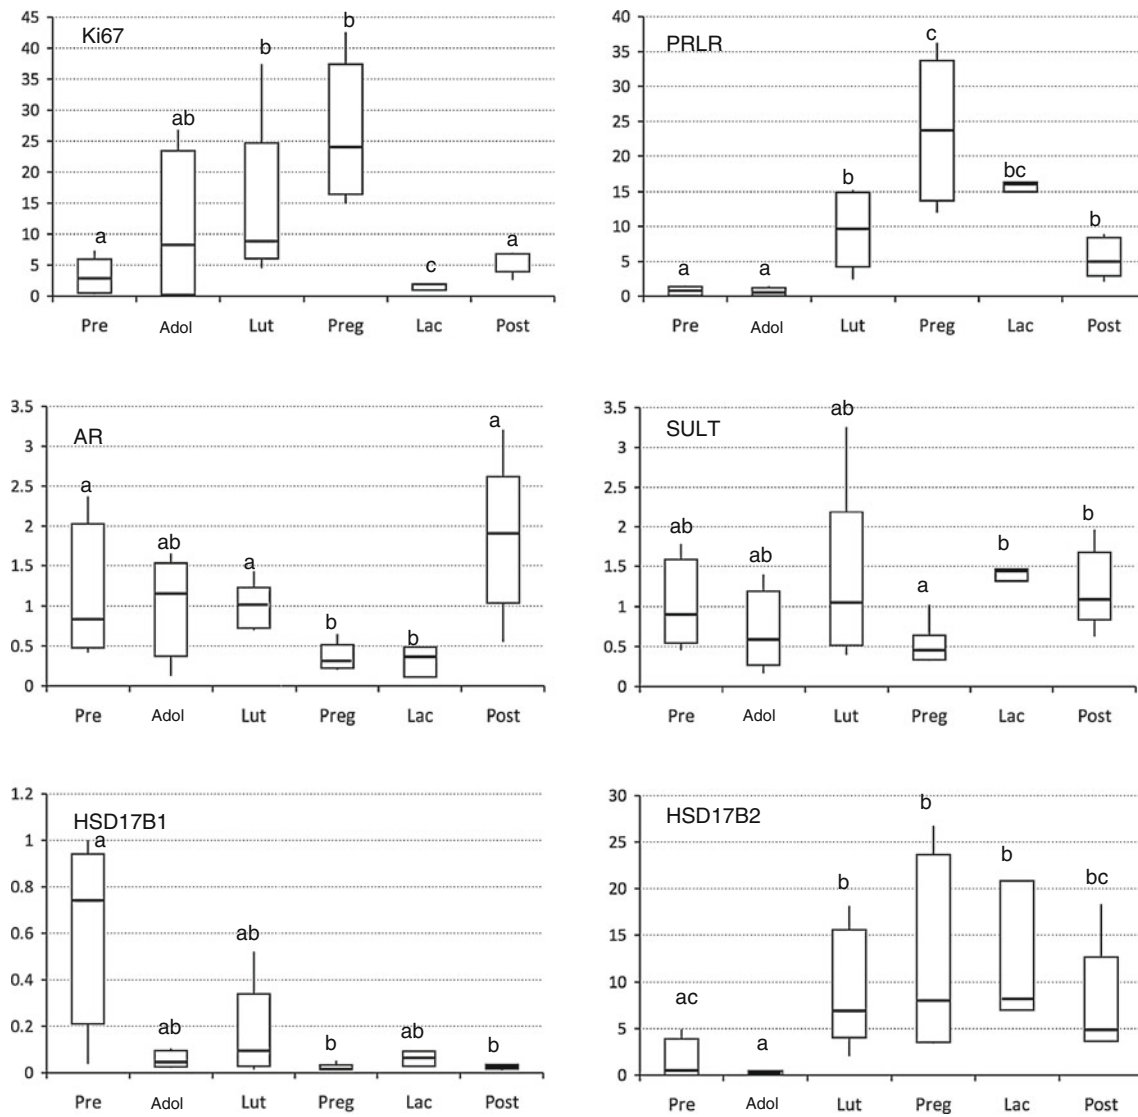 Ki67
45
40
35
30
25
20
15
10
5
0
a
ab
b
b
c
a
Pre Adol Lut Preg Lac Post
PRLR
40
35
30
25
20
15
10
5
0
a
a
b
c
bc
b
Pre Adol Lut Preg Lac Post
AR
3.5
3
2.5
2
1.5
1
0.5
0
a
ab
a
b
b
a
Pre Adol Lut Preg Lac Post
SULT
3.5
3
2.5
2
1.5
1
0.5
0
ab
ab
ab
a
b
b
Pre Adol Lut Preg Lac Post
HSD17B1
1.2
1
0.8
0.6
0.4
0.2
0
a
ab
ab
b
ab
b
Pre Adol Lut Preg Lac Post
HSD17B2
30
25
20
15
10
5
0
ac
a
b
b
b
bc
Pre Adol Lut Preg Lac Post